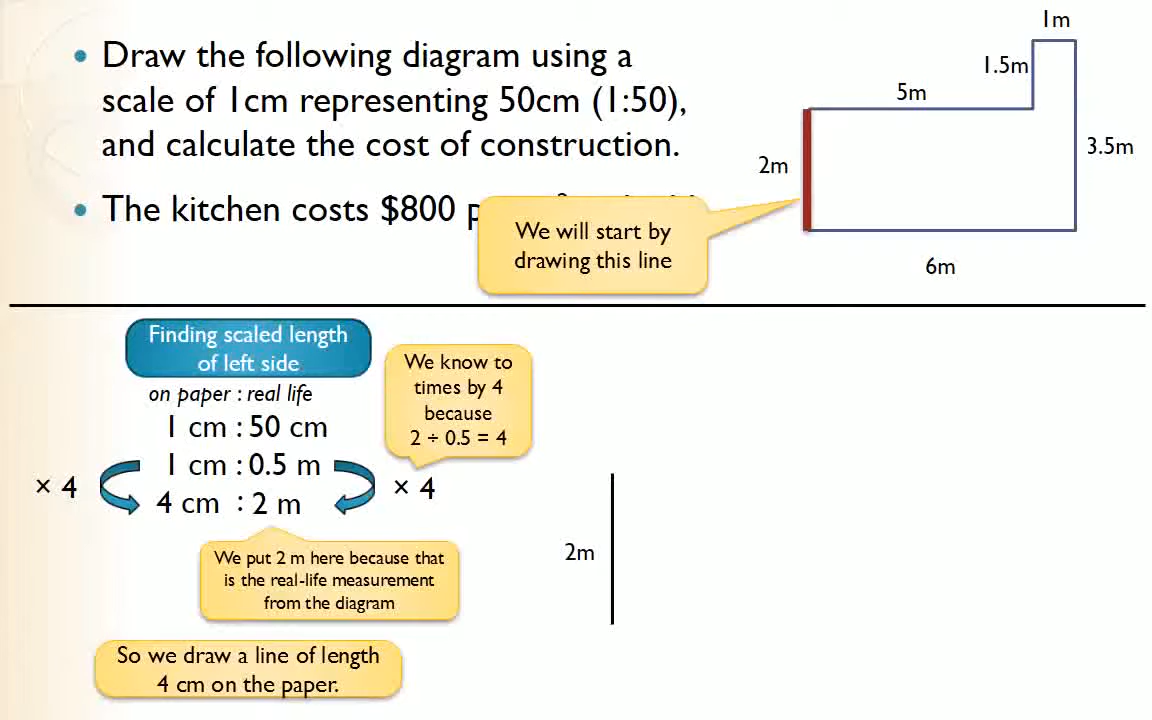 Draw the following diagram using a
scale of 1cm representing 50cm (1:50),
and calculate the cost of construction.
The kitchen costs $800
1m
1.5m
5m
2m
3.5m
6m
We will start by
drawing this line
Finding scaled length
of left side
on paper : real life
1 cm : 50 cm
1 cm : 0.5 m
4 cm : 2 m
× 4
× 4
We know to
times by 4
because
2 ÷ 0.5 = 4
We put 2 m here because that
is the real-life measurement
from the diagram
So we draw a line of length
4 cm on the paper.
2m